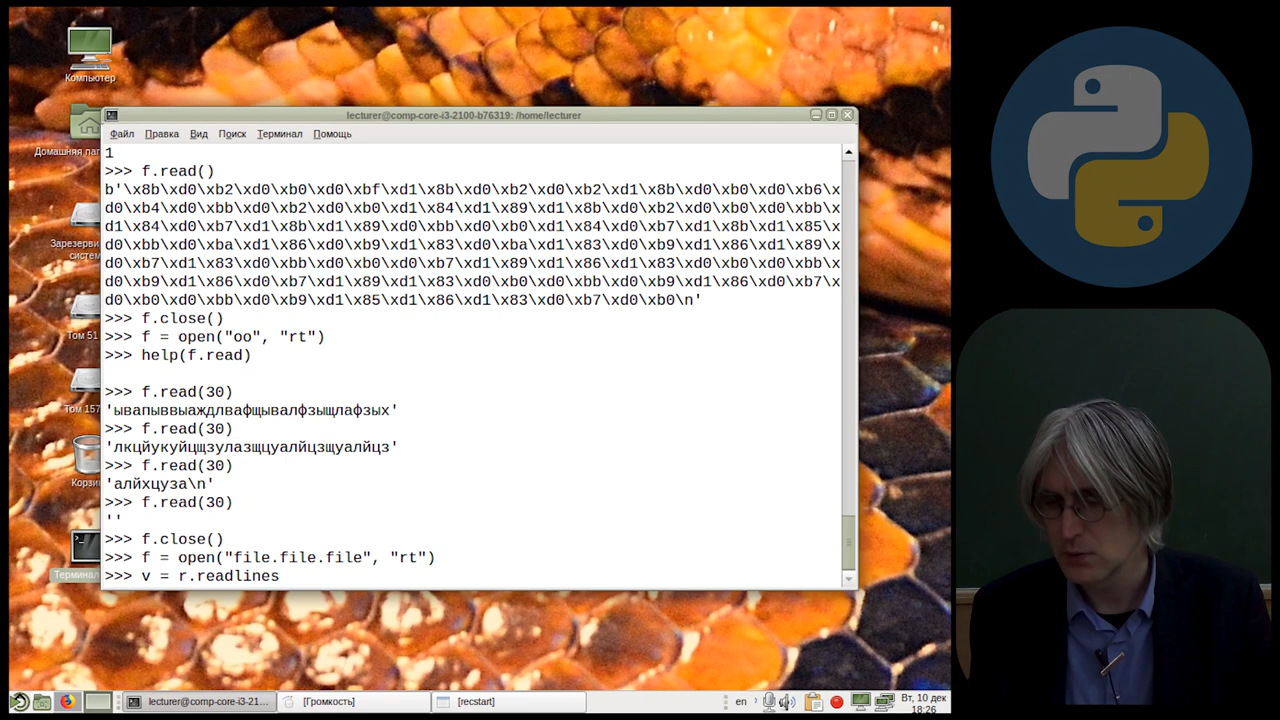 Компьютер
Домашняя пап
Зарезерви
систем
Том 51
Том 157
Корзин
Терминал
lecturer@comp-core-i3-2100-b76319: /home/lecturer
Файл Правка Вид Поиск Терминал Помощь
1
>>> f.read()
b'\x8b\xd0\xb2\xd0\xb0\xd0\xbf\xd1\x8b\xd0\xb2\xd0\xb2\xd1\x8b\xd0\xb0\xd0\xb6\x
d0\xb4\xd0\xbb\xd0\xb2\xd0\xb0\xd1\x84\xd1\x89\xd1\x8b\xd0\xb2\xd0\xb0\xd0\xbb\x
d1\x84\xd0\xb7\xd1\x8b\xd1\x89\xd0\xbb\xd0\xb0\xd1\x84\xd0\xb7\xd1\x8b\xd1\x85\x
d0\xbb\xd0\xba\xd1\x86\xd0\xb9\xd1\x83\xd0\xba\xd1\x83\xd0\xb9\xd1\x86\xd1\x89\x
d0\xb7\xd1\x83\xd0\xbb\xd0\xb0\xd0\xb7\xd1\x89\xd1\x86\xd1\x83\xd0\xb0\xd0\xbb\x
d0\xb9\xd1\x86\xd0\xb7\xd1\x89\xd1\x83\xd0\xb0\xd0\xbb\xd0\xb9\xd1\x86\xd0\xb7\x
d0\xb0\xd0\xbb\xd0\xb9\xd1\x85\xd1\x86\xd1\x83\xd0\xb7\xd0\xb0\n'
>>> f.close()
>>> f = open("oo", "rt")
>>> help(f.read)
>>> f.read(30)
'ывапыввыаждлвафщывалфзыщлафзых'
>>> f.read(30)
'лкцйукуйцщзулазщцуалйцзщуалйцз'
>>> f.read(30)
'алйхцуза\n'
>>> f.read(30)
''
>>> f.close()
>>> f = open("file.file.file", "rt")
>>> v = r.readlines
lecturer@comp-core-i3-21...
[Громкость]
[recstart]
en
Вт, 10 дек
18:26